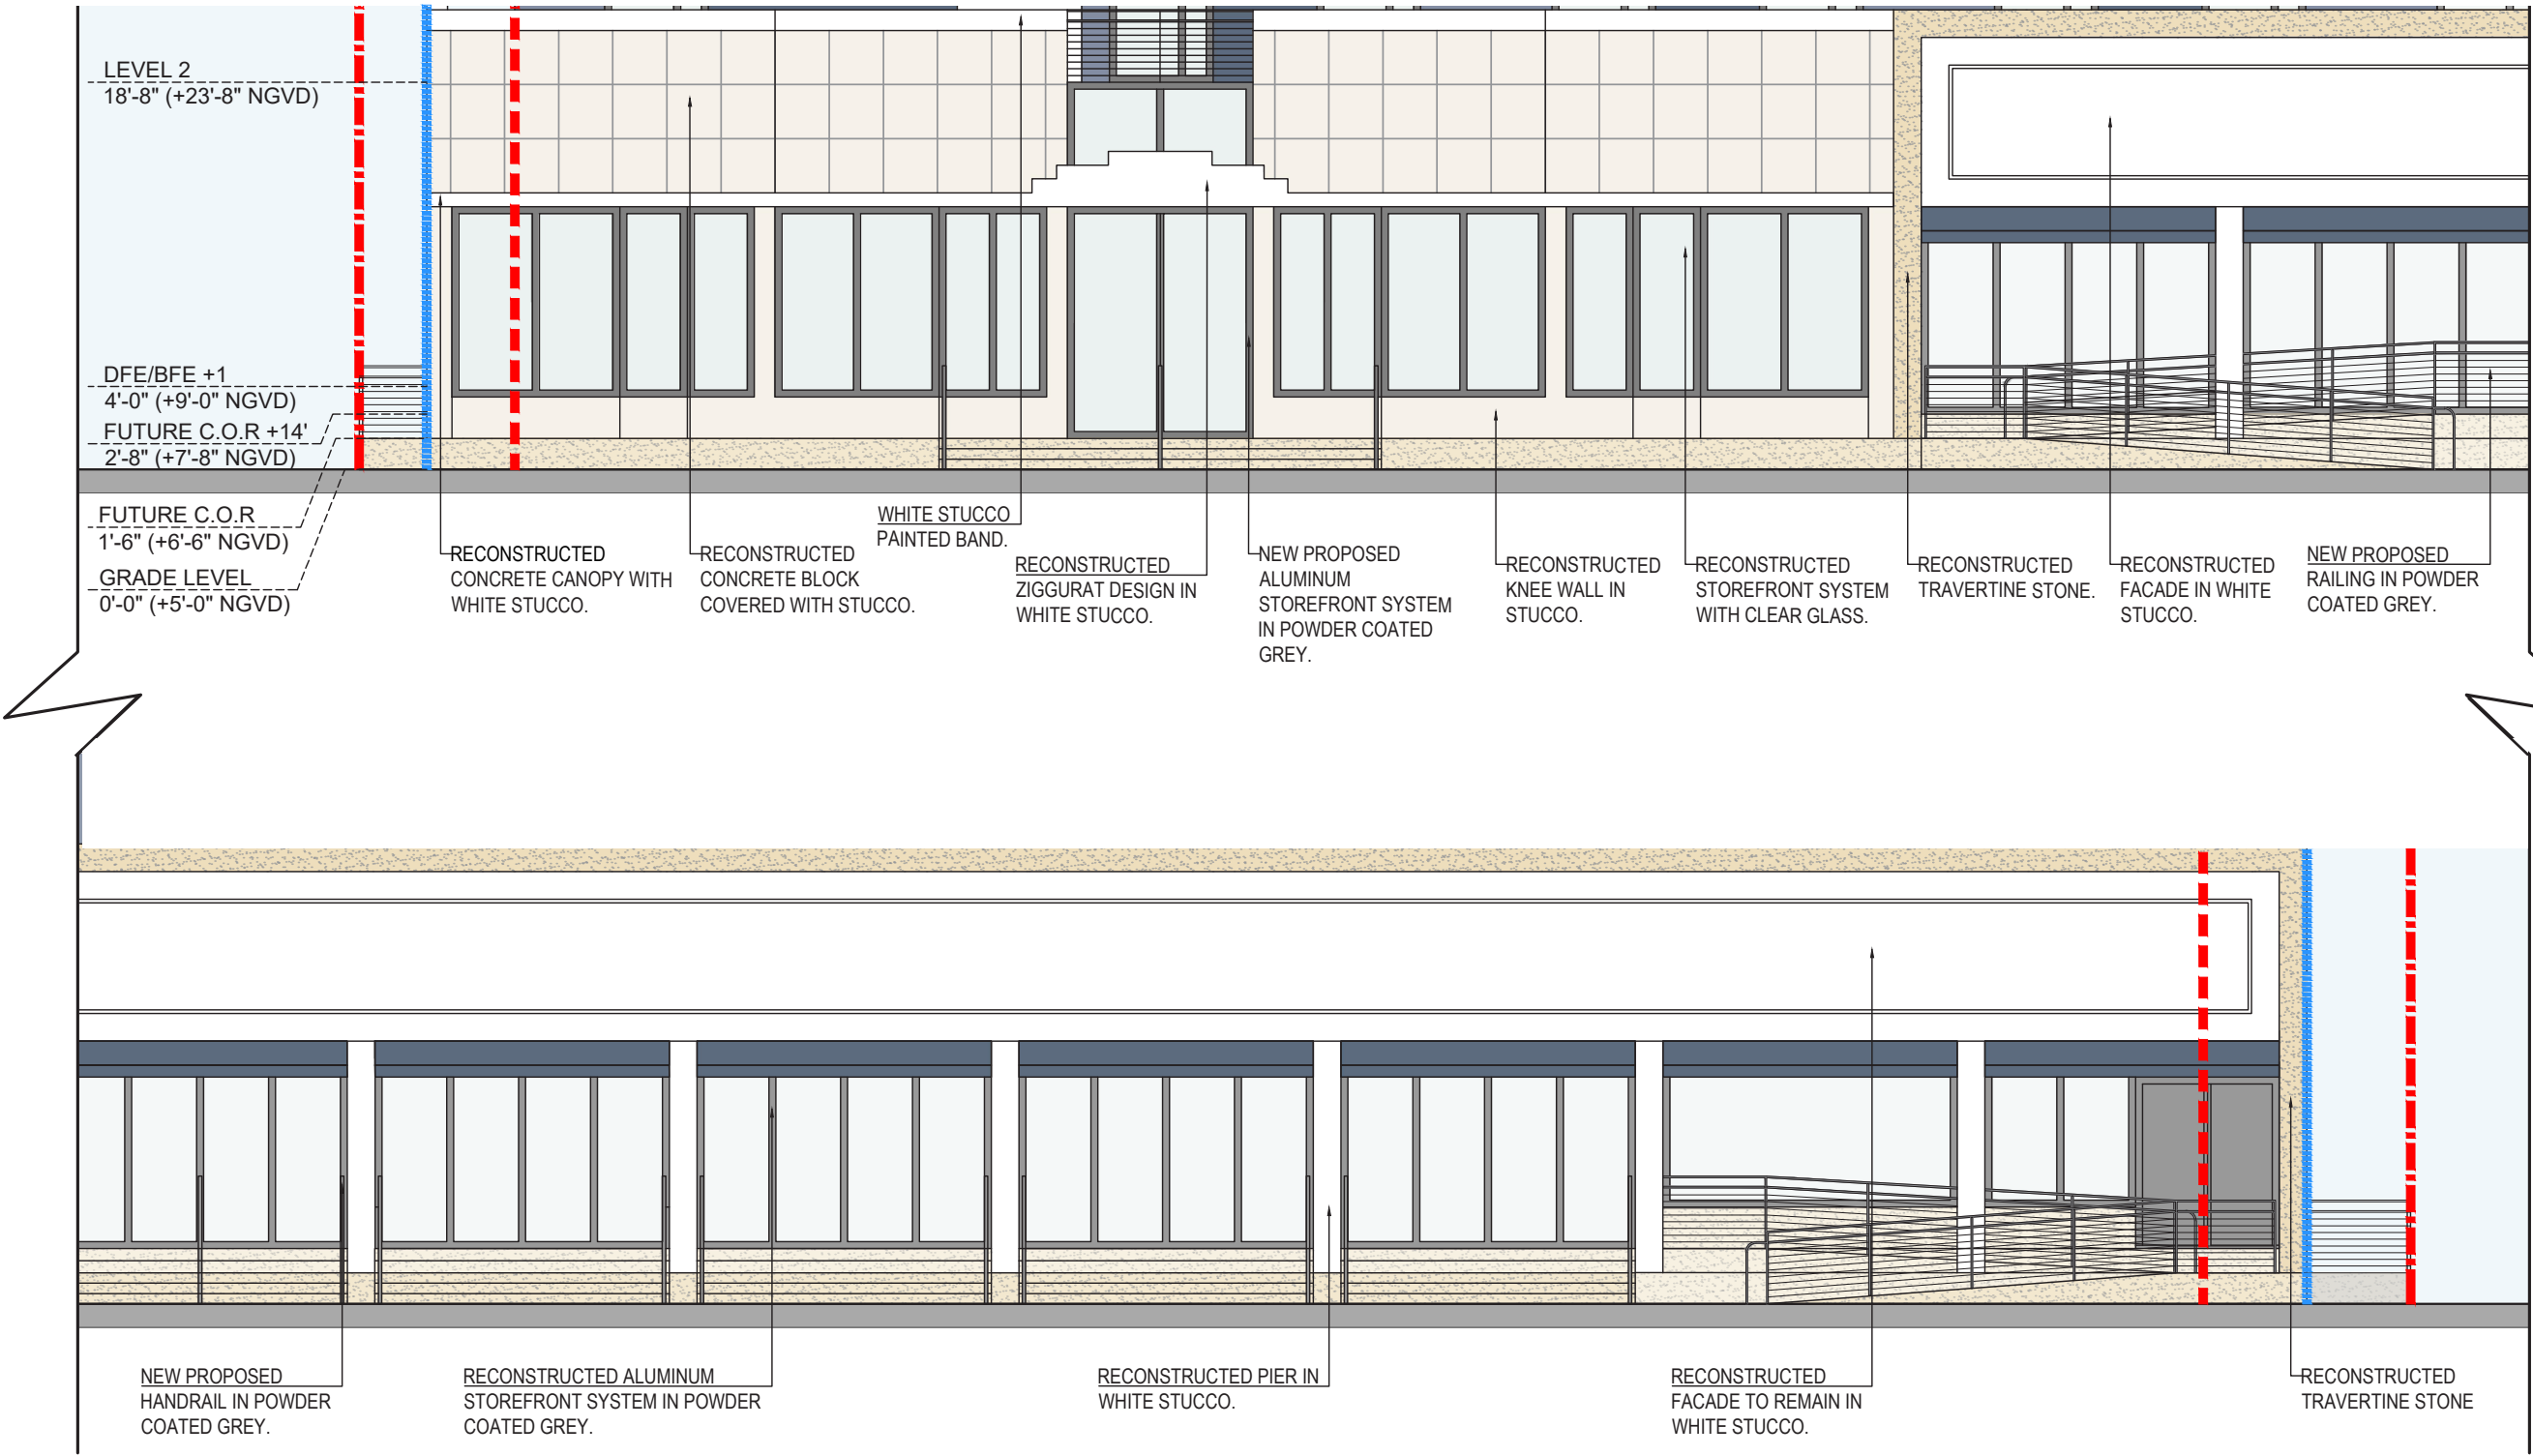 LEVEL 2
18'-8" (+23'-8" NGVD)
DFE/BFE +1
4'-0" (+9'-0" NGVD)
FUTURE C.O.R +14'
2'-8" (+7'-8" NGVD)
FUTURE C.O.R
1'-6" (+6'-6" NGVD)
GRADE LEVEL
0'-0" (+5'-0" NGVD)
RECONSTRUCTED
CONCRETE CANOPY WITH
WHITE STUCCO.
RECONSTRUCTED
CONCRETE BLOCK
COVERED WITH STUCCO.
WHITE STUCCO
PAINTED BAND.
RECONSTRUCTED
ZIGGURAT DESIGN IN
WHITE STUCCO.
NEW PROPOSED
ALUMINUM
STOREFRONT SYSTEM
IN POWDER COATED
GREY.
RECONSTRUCTED
KNEE WALL IN
STUCCO.
RECONSTRUCTED
STOREFRONT SYSTEM
WITH CLEAR GLASS.
RECONSTRUCTED
TRAVERTINE STONE.
RECONSTRUCTED
FACADE IN WHITE
STUCCO.
NEW PROPOSED
RAILING IN POWDER
COATED GREY.
NEW PROPOSED
HANDRAIL IN POWDER
COATED GREY.
RECONSTRUCTED ALUMINUM
STOREFRONT SYSTEM IN POWDER
COATED GREY.
RECONSTRUCTED PIER IN
WHITE STUCCO.
RECONSTRUCTED
FACADE TO REMAIN IN
WHITE STUCCO.
RECONSTRUCTED
TRAVERTINE STONE